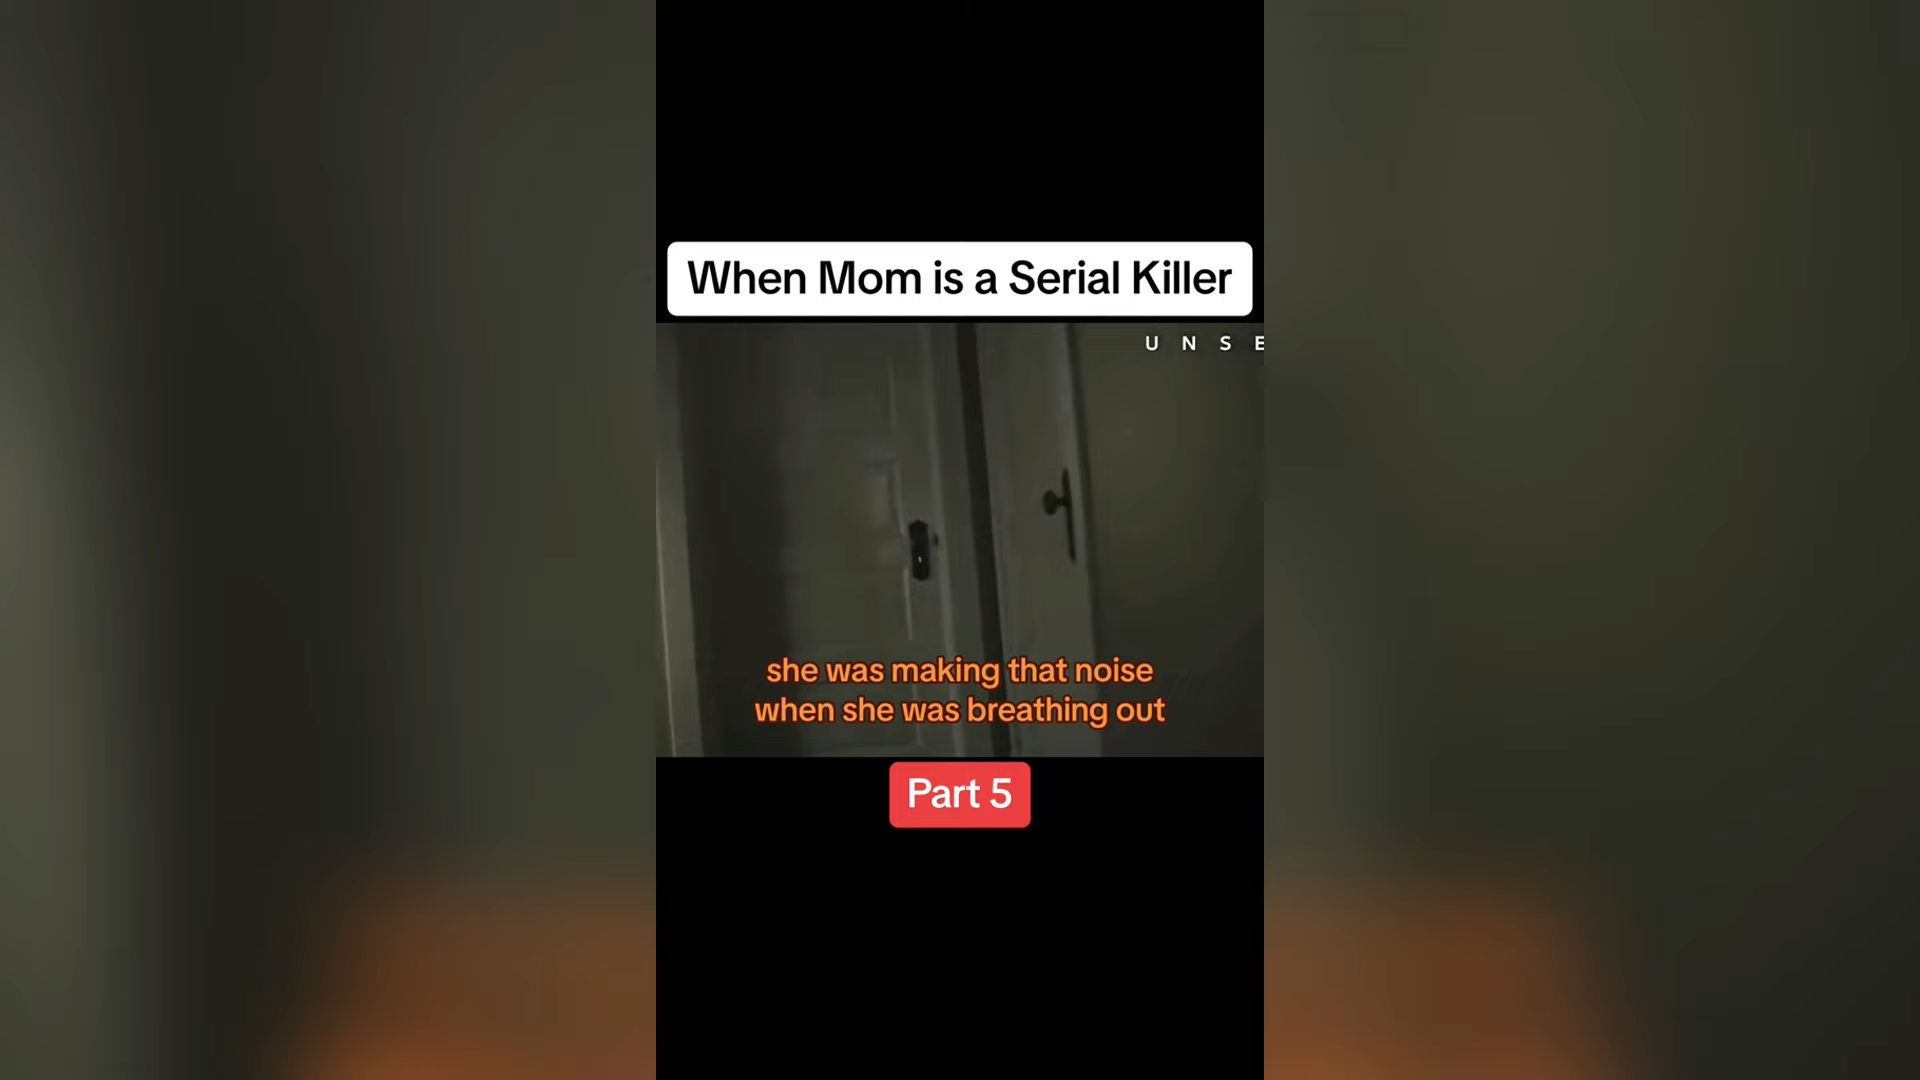 When Mom is a Serial Killer
U N S E
she was making that noise
when she was breathing out
Part 5